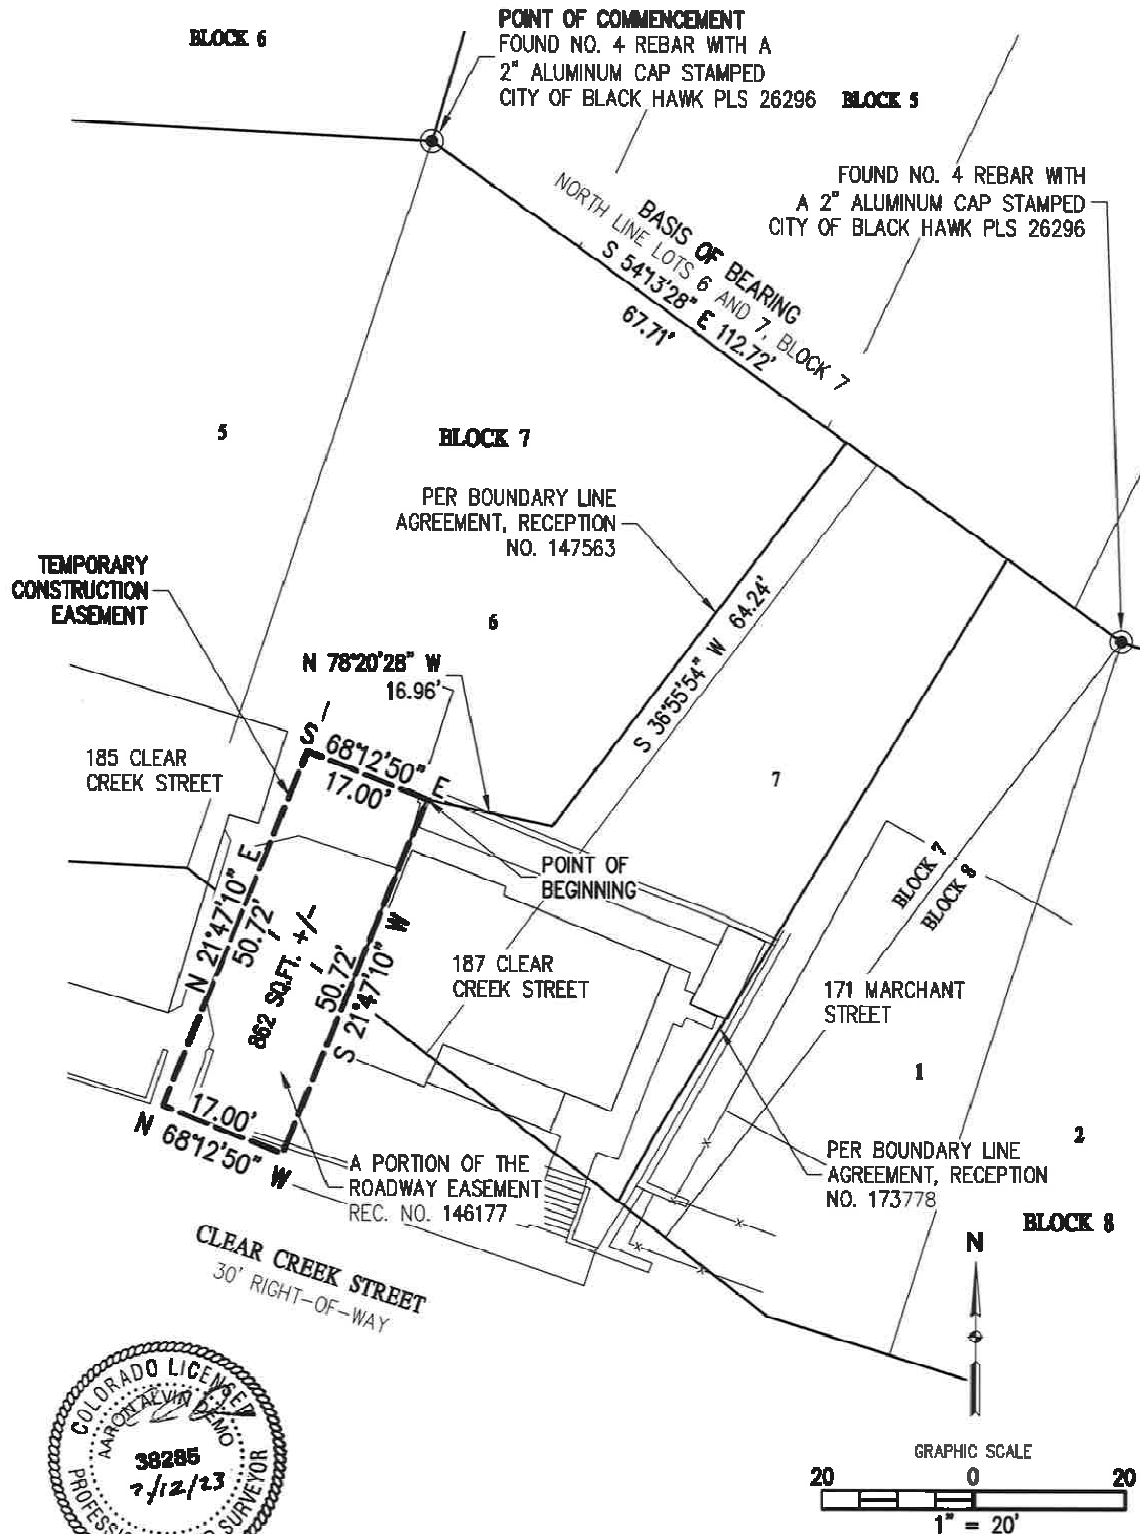 BLOCK 6
POINT OF COMMENCEMENT
FOUND NO. 4 REBAR WITH A
2" ALUMINUM CAP STAMPED
CITY OF BLACK HAWK PLS 26296
BLOCK 5
FOUND NO. 4 REBAR WITH
A 2" ALUMINUM CAP STAMPED
CITY OF BLACK HAWK PLS 26296
BASIS OF BEARING
NORTH LINE LOTS 6 AND 7, BLOCK 7
S 54°13'28" E 112.72'
67.71'
5
BLOCK 7
PER BOUNDARY LINE
AGREEMENT, RECEPTION
NO. 147563
TEMPORARY
CONSTRUCTION
EASEMENT
6
S 36°55'54" W 64.24'
N 78°20'28" W
16.96'
S 68°12'50" E
17.00'
185 CLEAR
CREEK STREET
7
POINT OF
BEGINNING
BLOCK 7
BLOCK 8
N 21°47'10" E
50.72'
862 SQ.FT. +/-
50.72'
S 21°47'10" W
187 CLEAR
CREEK STREET
171 MARCHANT
STREET
1
2
17.00'
N 68°12'50" W
A PORTION OF THE
ROADWAY EASEMENT
REC. NO. 146177
PER BOUNDARY LINE
AGREEMENT, RECEPTION
NO. 173778
BLOCK 8
CLEAR CREEK STREET
30' RIGHT-OF-WAY
N
COLORADO LICENSED
AARON ALVIN DEMO
38285
7/12/23
GRAPHIC SCALE
20 0 20
1" = 20'